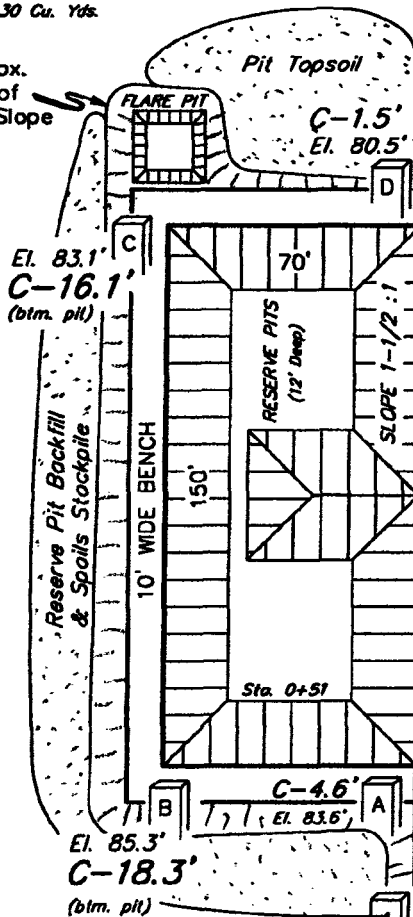 30 Cu. Yds.
ox.
of
Slope
FLARE PIT
Pit Topsoil
C-1.5'
El. 80.5'
D
C
El. 83.1'
C-16.1'
(btm. pit)
70'
RESERVE PITS
(12' Deep)
SLOPE 1-1/2 :1
Reserve Pit Backfill
& Spoils Stockpile
10' WIDE BENCH
150'
Sta. 0+51
C-4.6'
El. 83.6'
A
B
El. 85.3'
C-18.3'
(btm. pit)